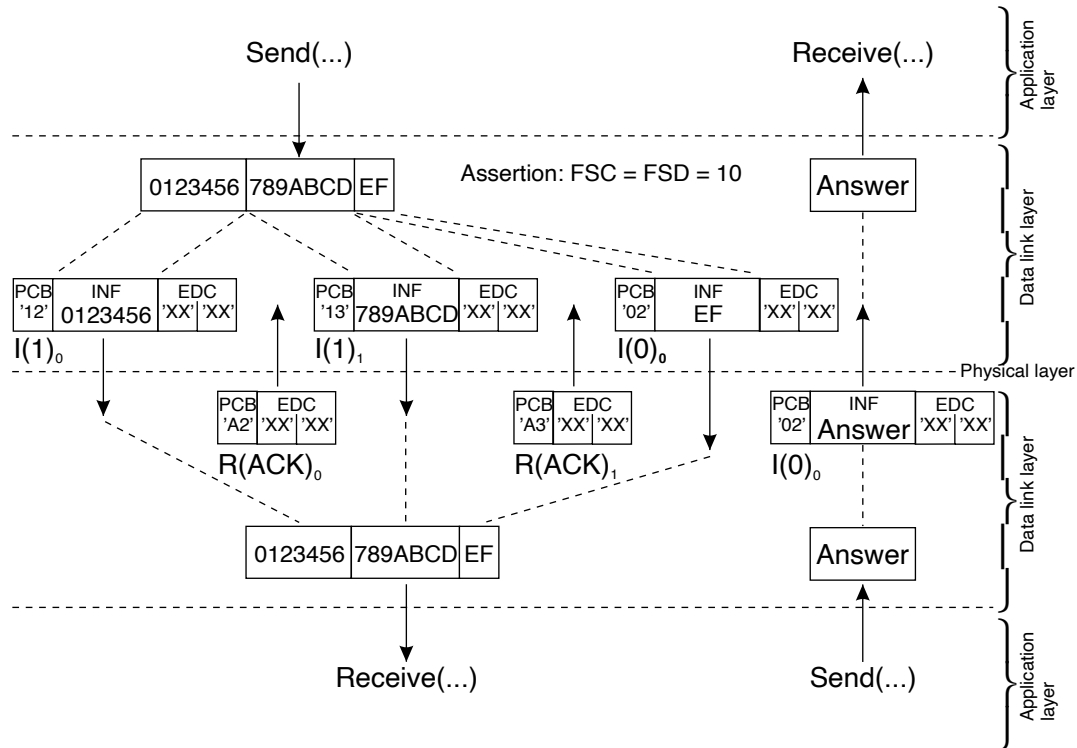 Send(...)
Receive(...)
Application layer
0123456 789ABCD EF
Assertion: FSC = FSD = 10
Answer
Data link layer
PCB INF EDC
'12' 0123456 'XX' 'XX'
I(1)₀
PCB INF EDC
'13' 789ABCD 'XX' 'XX'
I(1)₁
PCB INF EDC
'02' EF 'XX' 'XX'
I(0)₀
Physical layer
PCB EDC
'A2' 'XX' 'XX'
R(ACK)₀
PCB EDC
'A3' 'XX' 'XX'
R(ACK)₁
PCB INF EDC
'02' Answer 'XX' 'XX'
I(0)₀
Data link layer
0123456 789ABCD EF
Answer
Receive(...)
Send(...)
Application layer